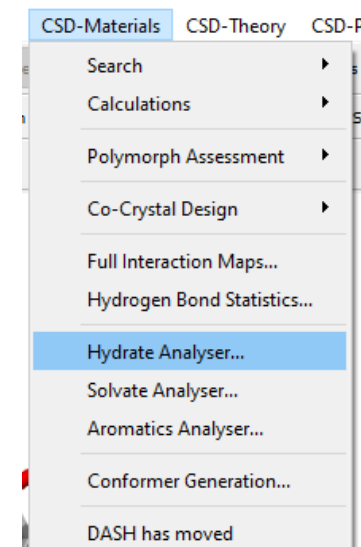 CSD-Materials CSD-Theory
Search
Calculations
Polymorph Assessment
Co-Crystal Design
Full Interaction Maps...
Hydrogen Bond Statistics...
Hydrate Analyser...
Solvate Analyser...
Aromatics Analyser...
Conformer Generation...
DASH has moved